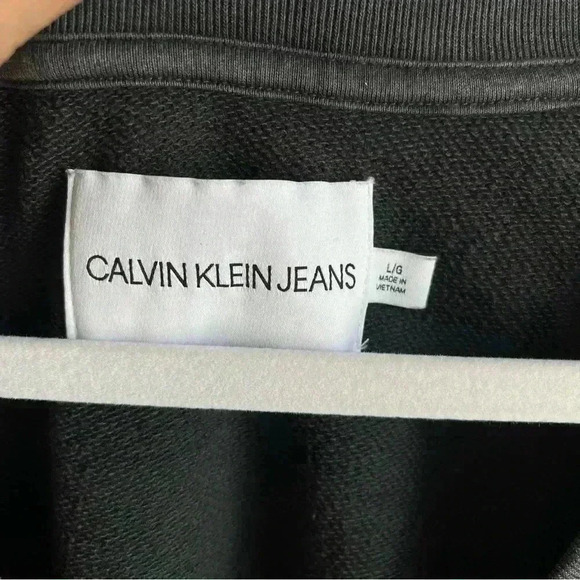 CALVIN KLEIN JEANS
L/G
MADE IN
VIETNAM